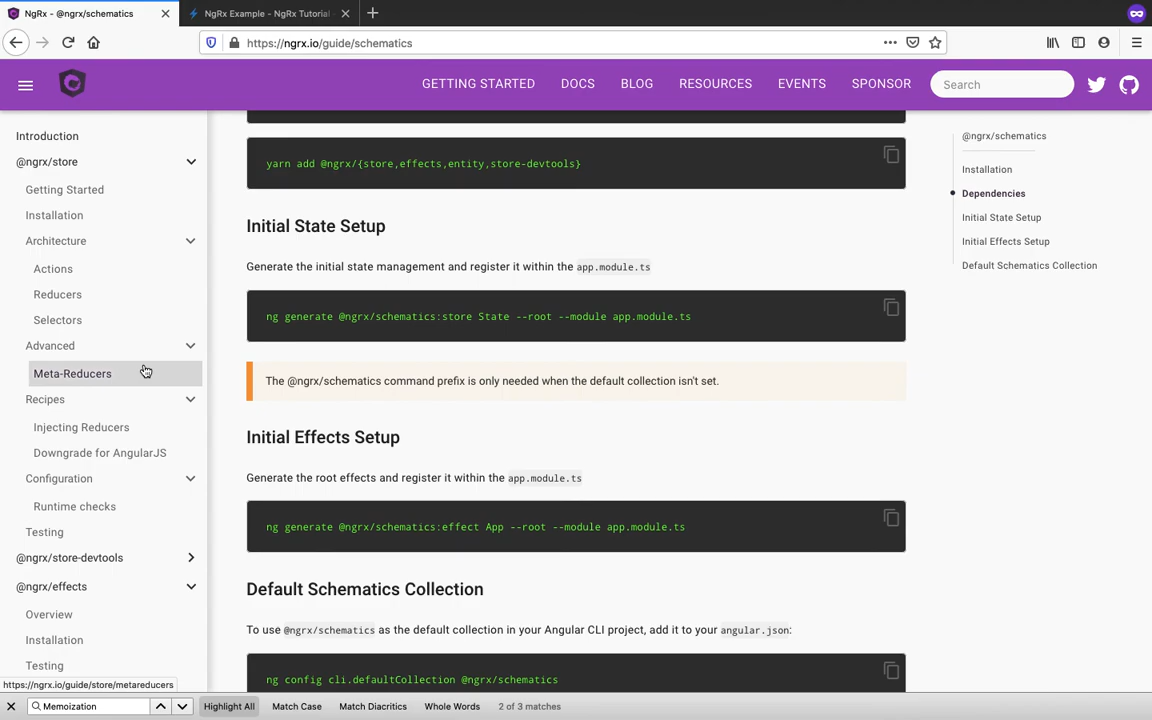 NgRx - @ngrx/schematics
NgRx Example - NgRx Tutorial
https://ngrx.io/guide/schematics
GETTING STARTED
DOCS
BLOG
RESOURCES
EVENTS
SPONSOR
Search
Introduction
@ngrx/store
Getting Started
Installation
Architecture
Actions
Reducers
Selectors
Advanced
Meta-Reducers
Recipes
Injecting Reducers
Downgrade for AngularJS
Configuration
Runtime checks
Testing
@ngrx/store-devtools
@ngrx/effects
Overview
Installation
Testing
https://ngrx.io/guide/store/metareducers
yarn add @ngrx/{store,effects,entity,store-devtools}
Initial State Setup
Generate the initial state management and register it within the app.module.ts
ng generate @ngrx/schematics:store State --root --module app.module.ts
The @ngrx/schematics command prefix is only needed when the default collection isn't set.
Initial Effects Setup
Generate the root effects and register it within the app.module.ts
ng generate @ngrx/schematics:effect App --root --module app.module.ts
Default Schematics Collection
To use @ngrx/schematics as the default collection in your Angular CLI project, add it to your angular.json:
ng config cli.defaultCollection @ngrx/schematics
@ngrx/schematics
Installation
Dependencies
Initial State Setup
Initial Effects Setup
Default Schematics Collection
Memoization
Highlight All
Match Case
Match Diacritics
Whole Words
2 of 3 matches